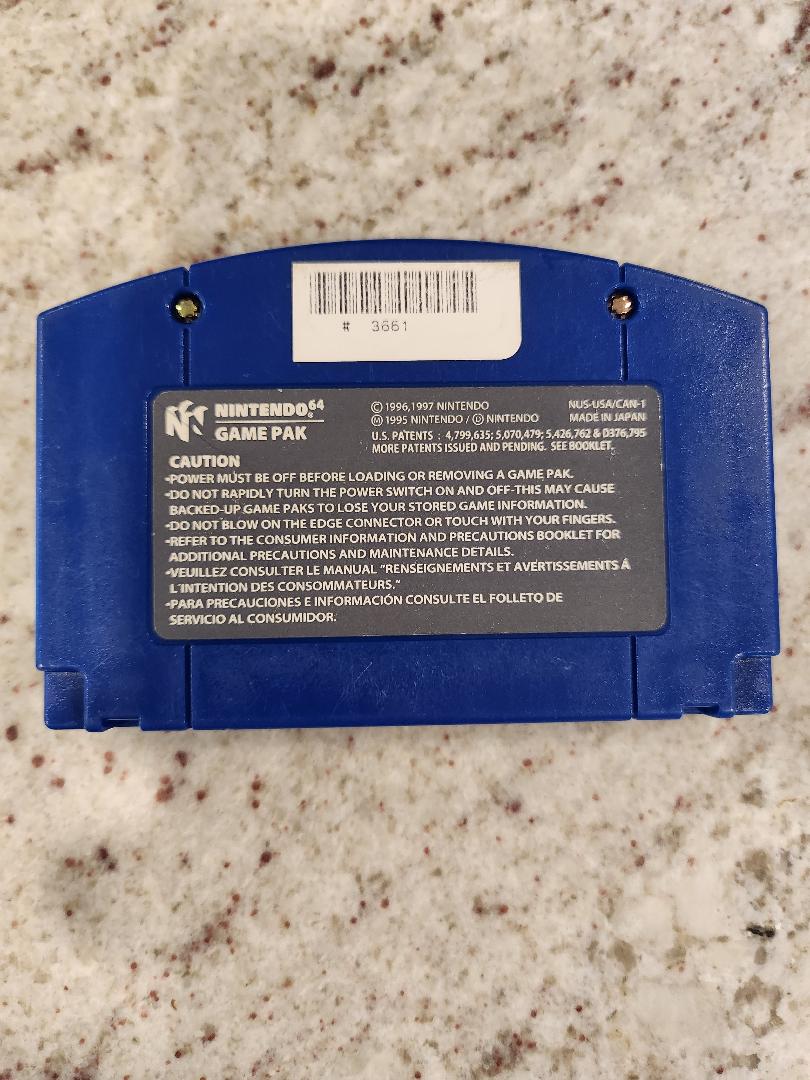 # 3661
NINTENDO64 ®
GAME PAK
© 1996,1997 NINTENDO
Ⓜ 1995 NINTENDO / Ⓓ NINTENDO
NUS-USA/CAN-1
MADE IN JAPAN
U.S. PATENTS : 4,799,635; 5,070,479; 5,426,762 & D376,795
MORE PATENTS ISSUED AND PENDING. SEE BOOKLET.
CAUTION
•POWER MUST BE OFF BEFORE LOADING OR REMOVING A GAME PAK.
•DO NOT RAPIDLY TURN THE POWER SWITCH ON AND OFF-THIS MAY CAUSE
BACKED-UP GAME PAKS TO LOSE YOUR STORED GAME INFORMATION.
•DO NOT BLOW ON THE EDGE CONNECTOR OR TOUCH WITH YOUR FINGERS.
•REFER TO THE CONSUMER INFORMATION AND PRECAUTIONS BOOKLET FOR
ADDITIONAL PRECAUTIONS AND MAINTENANCE DETAILS.
•VEUILLEZ CONSULTER LE MANUAL "RENSEIGNEMENTS ET AVERTISSEMENTS Á
L'INTENTION DES CONSOMMATEURS."
•PARA PRECAUCIONES E INFORMACIÓN CONSULTE EL FOLLETO DE
SERVICIO AL CONSUMIDOR.